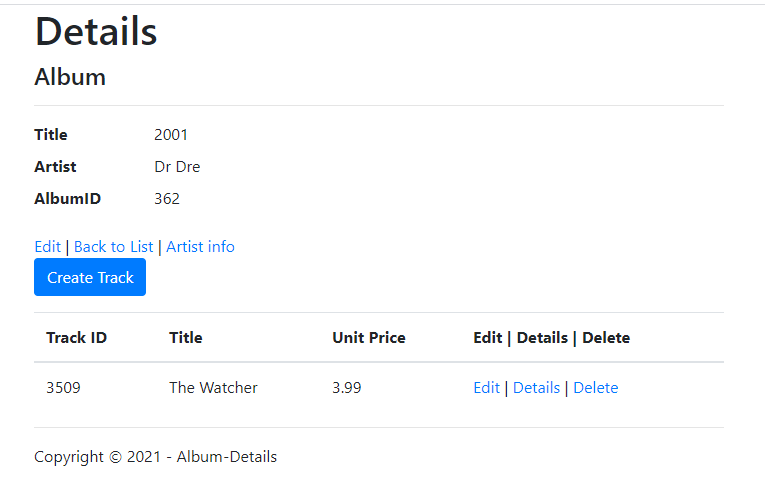 Details
Album
Title 2001
Artist Dr Dre
AlbumID 362
Edit | Back to List | Artist info
Create Track
Track ID Title Unit Price Edit | Details | Delete
3509 The Watcher 3.99 Edit | Details | Delete
Copyright © 2021 - Album-Details